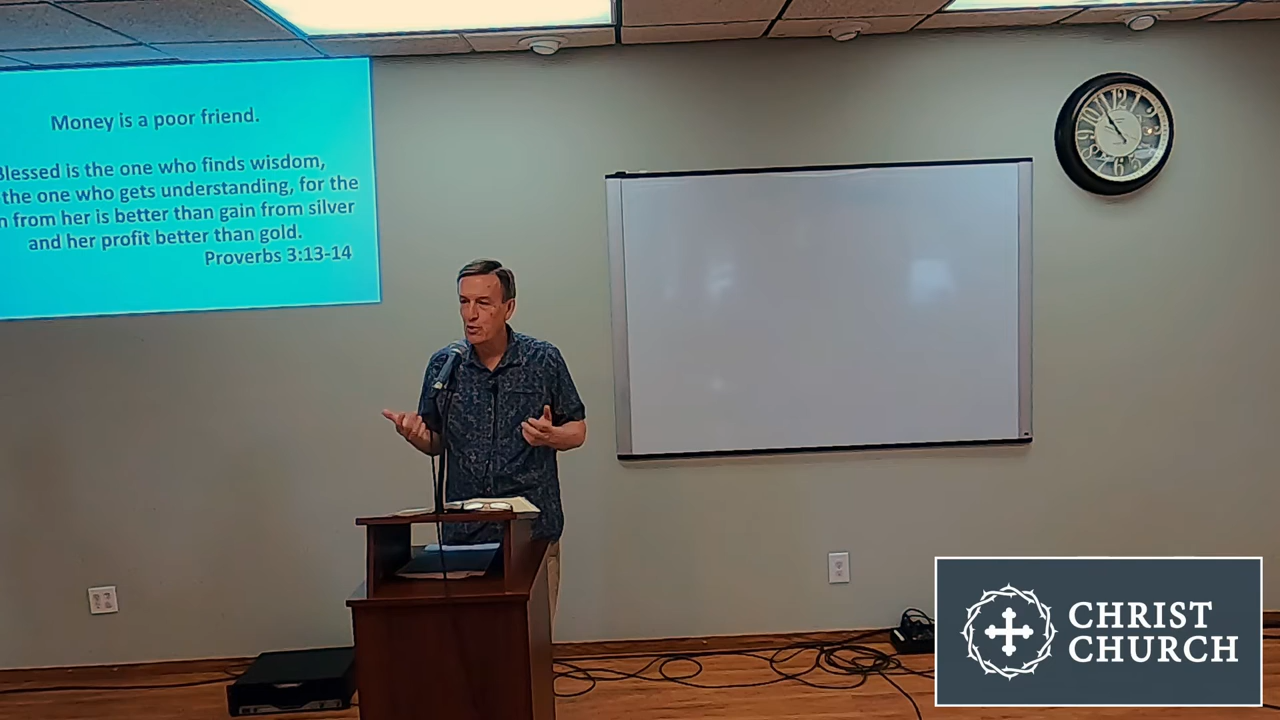 Money is a poor friend.
Blessed is the one who finds wisdom,
the one who gets understanding, for the
from her is better than gain from silver
and her profit better than gold.
Proverbs 3:13-14
12
6
CHRIST
CHURCH